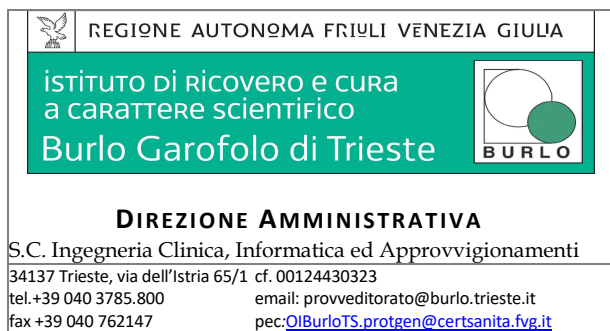 REGIONE AUTONOMA FRIULI VENEZIA GIULIA
istituto di ricovero e cura
a carattere scientifico
Burlo Garofolo di Trieste
BURLO
DIREZIONE AMMINISTRATIVA
S.C. Ingegneria Clinica, Informatica ed Approvvigionamenti
34137 Trieste, via dell'Istria 65/1 cf. 00124430323
tel.+39 040 3785.800 email: provveditorato@burlo.trieste.it
fax +39 040 762147 pec:OIBurloTS.protgen@certsanita.fvg.it